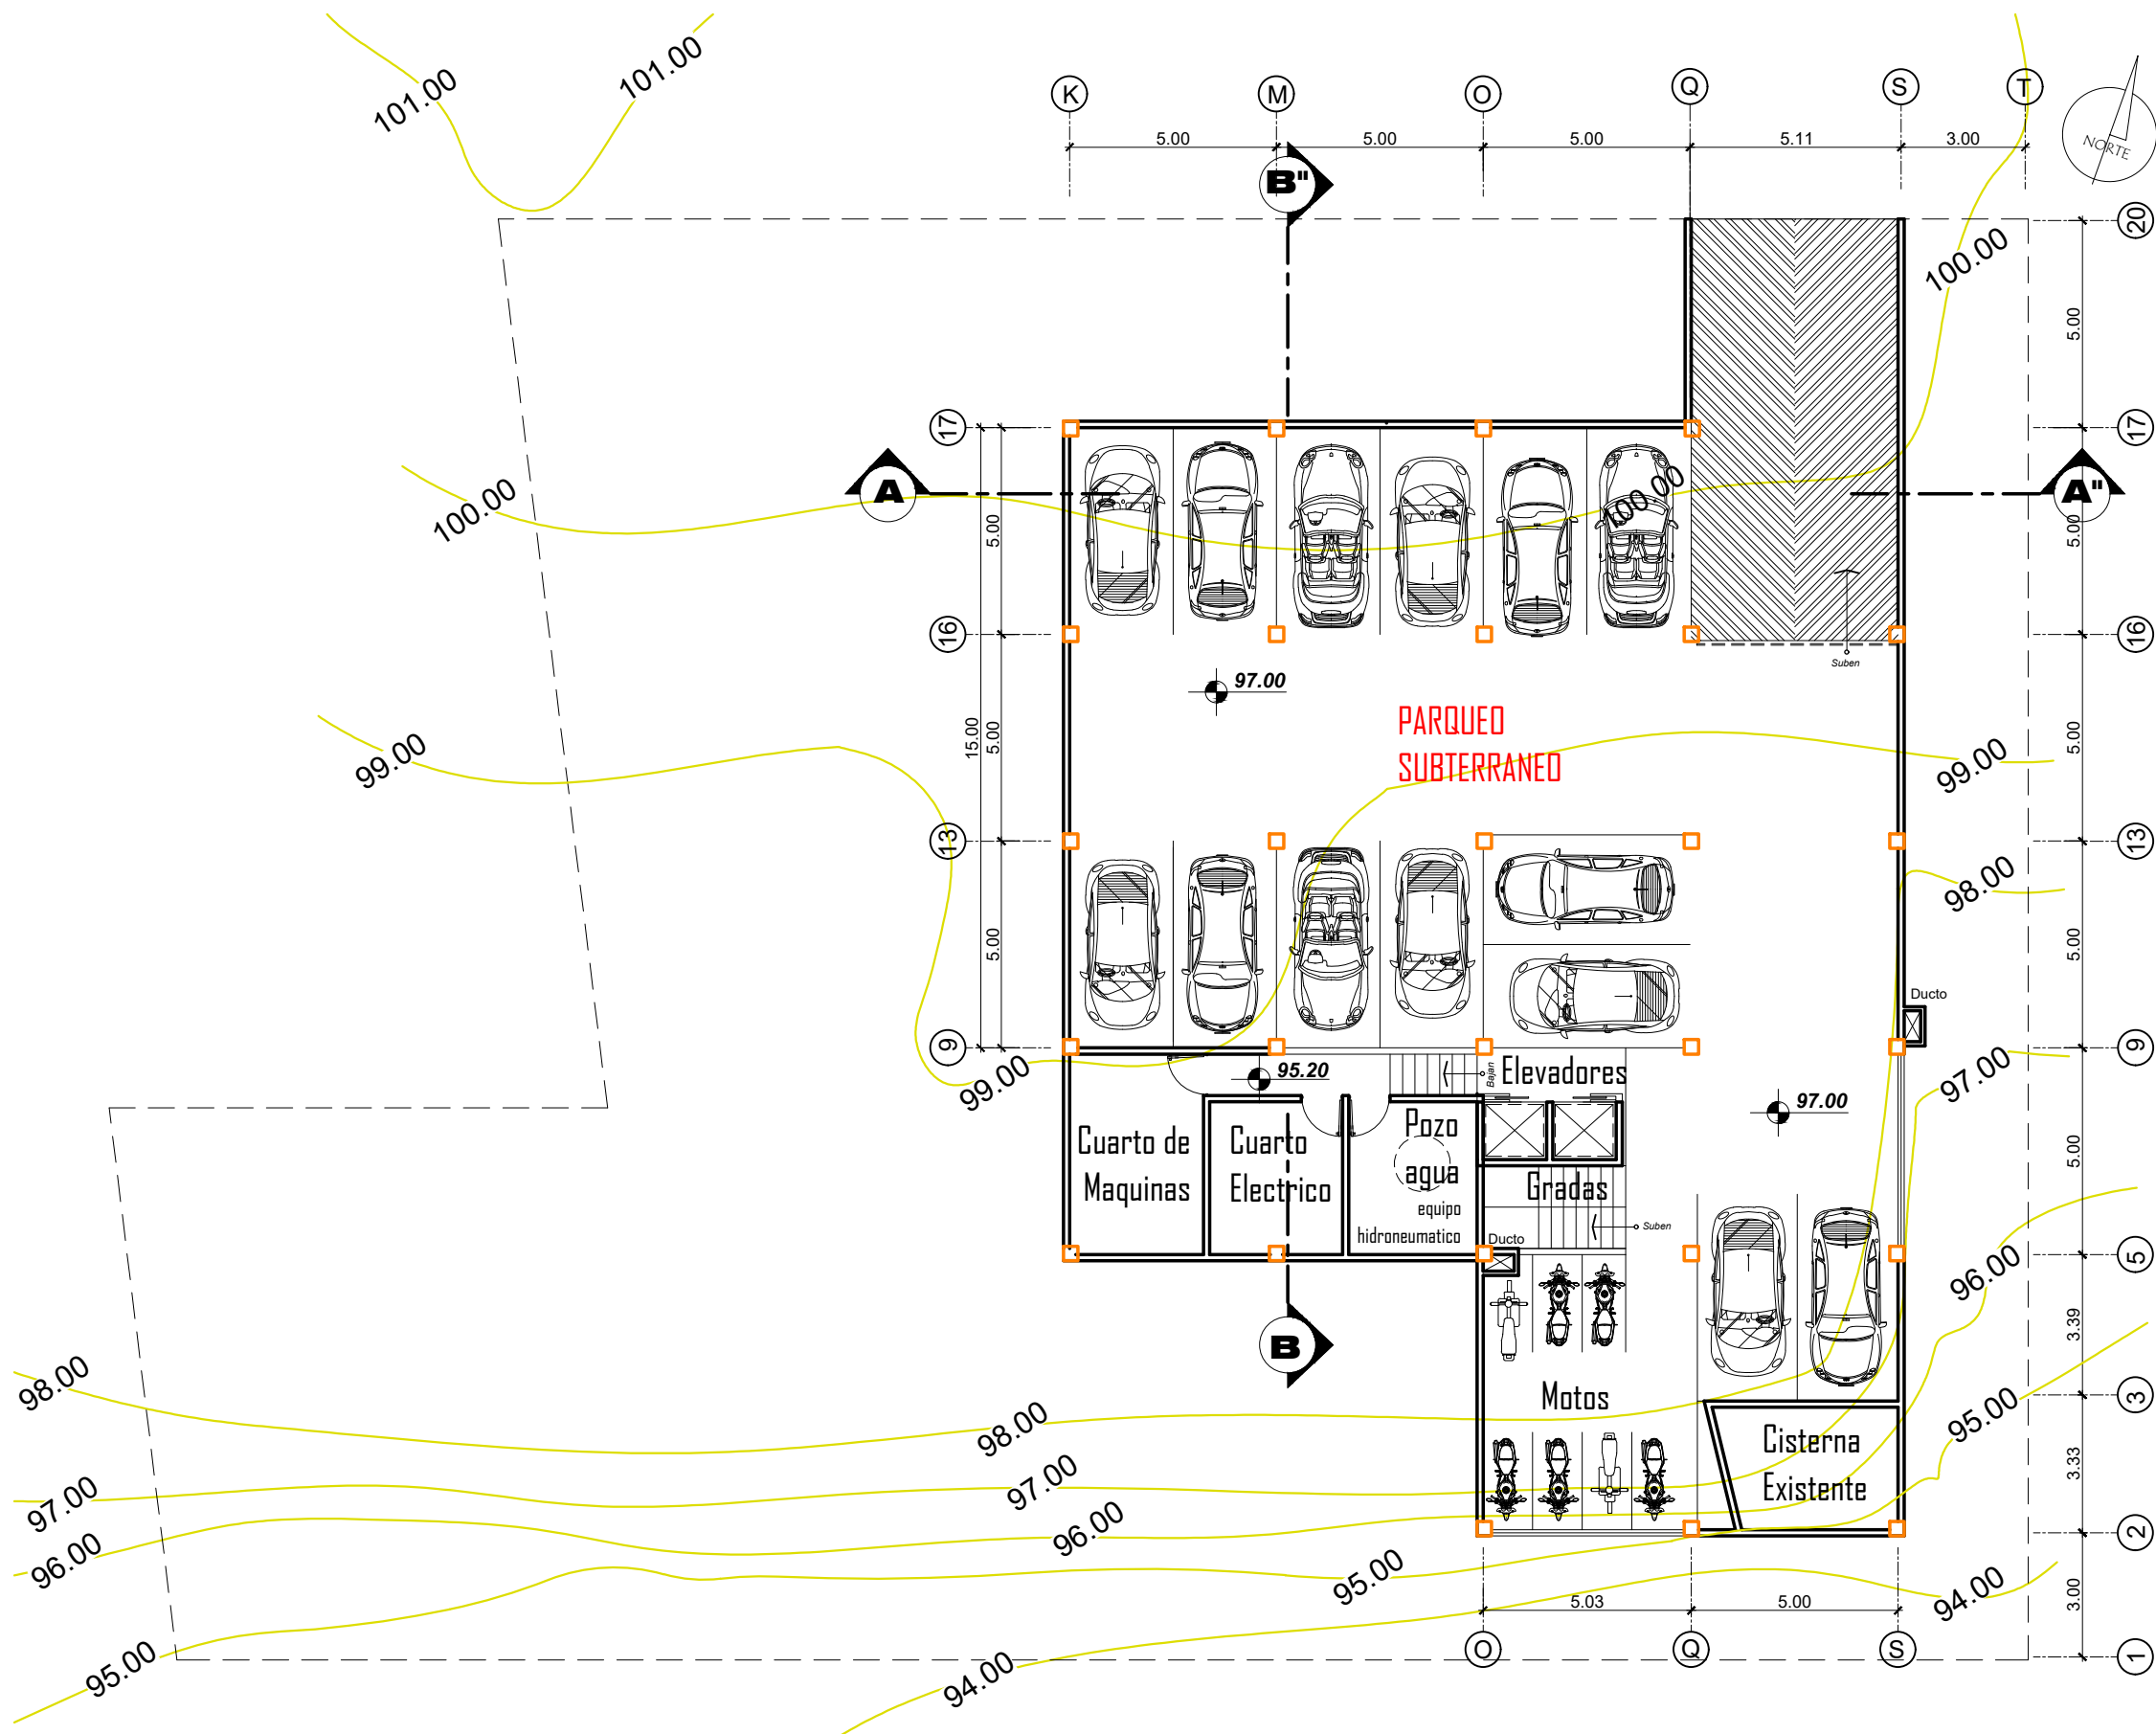 101.00
101.00
K
M
O
Q
S
T
NORTE
5.00
5.00
5.00
5.11
3.00
B"
20
100.00
5.00
17
17
A
A"
100.00
100.00
5.00
5.00
16
16
Suben
97.00
PARQUEO
SUBTERRANEO
15.00
5.00
5.00
99.00
99.00
13
13
98.00
5.00
5.00
Ducto
9
9
99.00
95.20
Bajan
Elevadores
97.00
97.00
Cuarto de
Maquinas
Cuarto
Electrico
Pozo
agua
equipo
hidroneumatico
Gradas
Suben
Ducto
5.00
5
96.00
B
3.39
98.00
Motos
3
98.00
95.00
Cisterna
Existente
3.33
97.00
97.00
96.00
96.00
2
95.00
94.00
5.03
5.00
3.00
95.00
94.00
O
Q
S
1